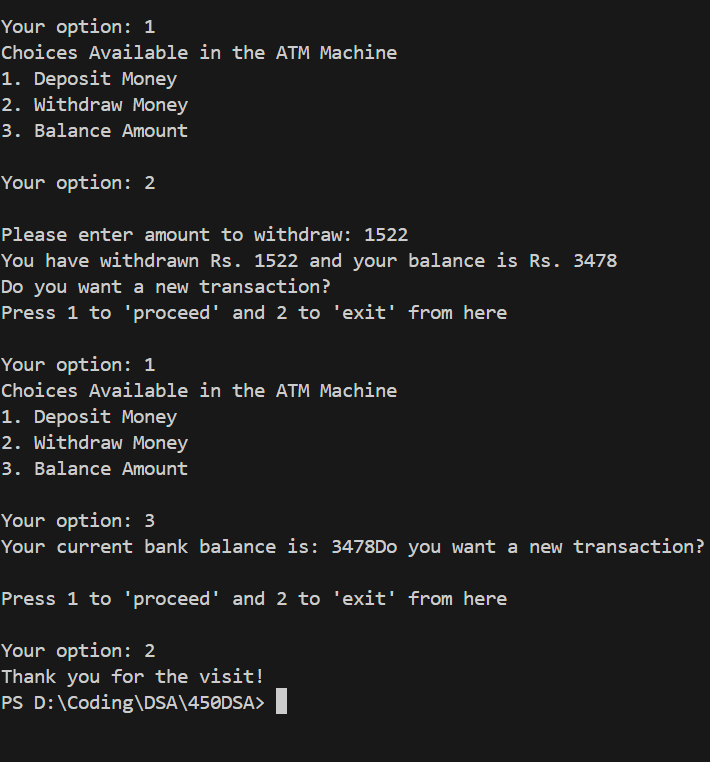 Your option: 1
Choices Available in the ATM Machine
1. Deposit Money
2. Withdraw Money
3. Balance Amount
Your option: 2
Please enter amount to withdraw: 1522
You have withdrawn Rs. 1522 and your balance is Rs. 3478
Do you want a new transaction?
Press 1 to 'proceed' and 2 to 'exit' from here
Your option: 1
Choices Available in the ATM Machine
1. Deposit Money
2. Withdraw Money
3. Balance Amount
Your option: 3
Your current bank balance is: 3478Do you want a new transaction?
Press 1 to 'proceed' and 2 to 'exit' from here
Your option: 2
Thank you for the visit!
PS D:\Coding\DSA\450DSA>